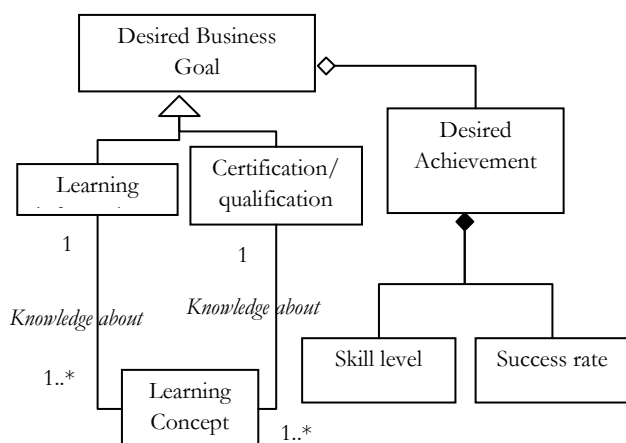 Desired Business
Goal
Desired
Achievement
Certification/
qualification
Learning
1
1
Knowledge about
Knowledge about
Skill level
Success rate
1..*
Learning
Concept
1..*